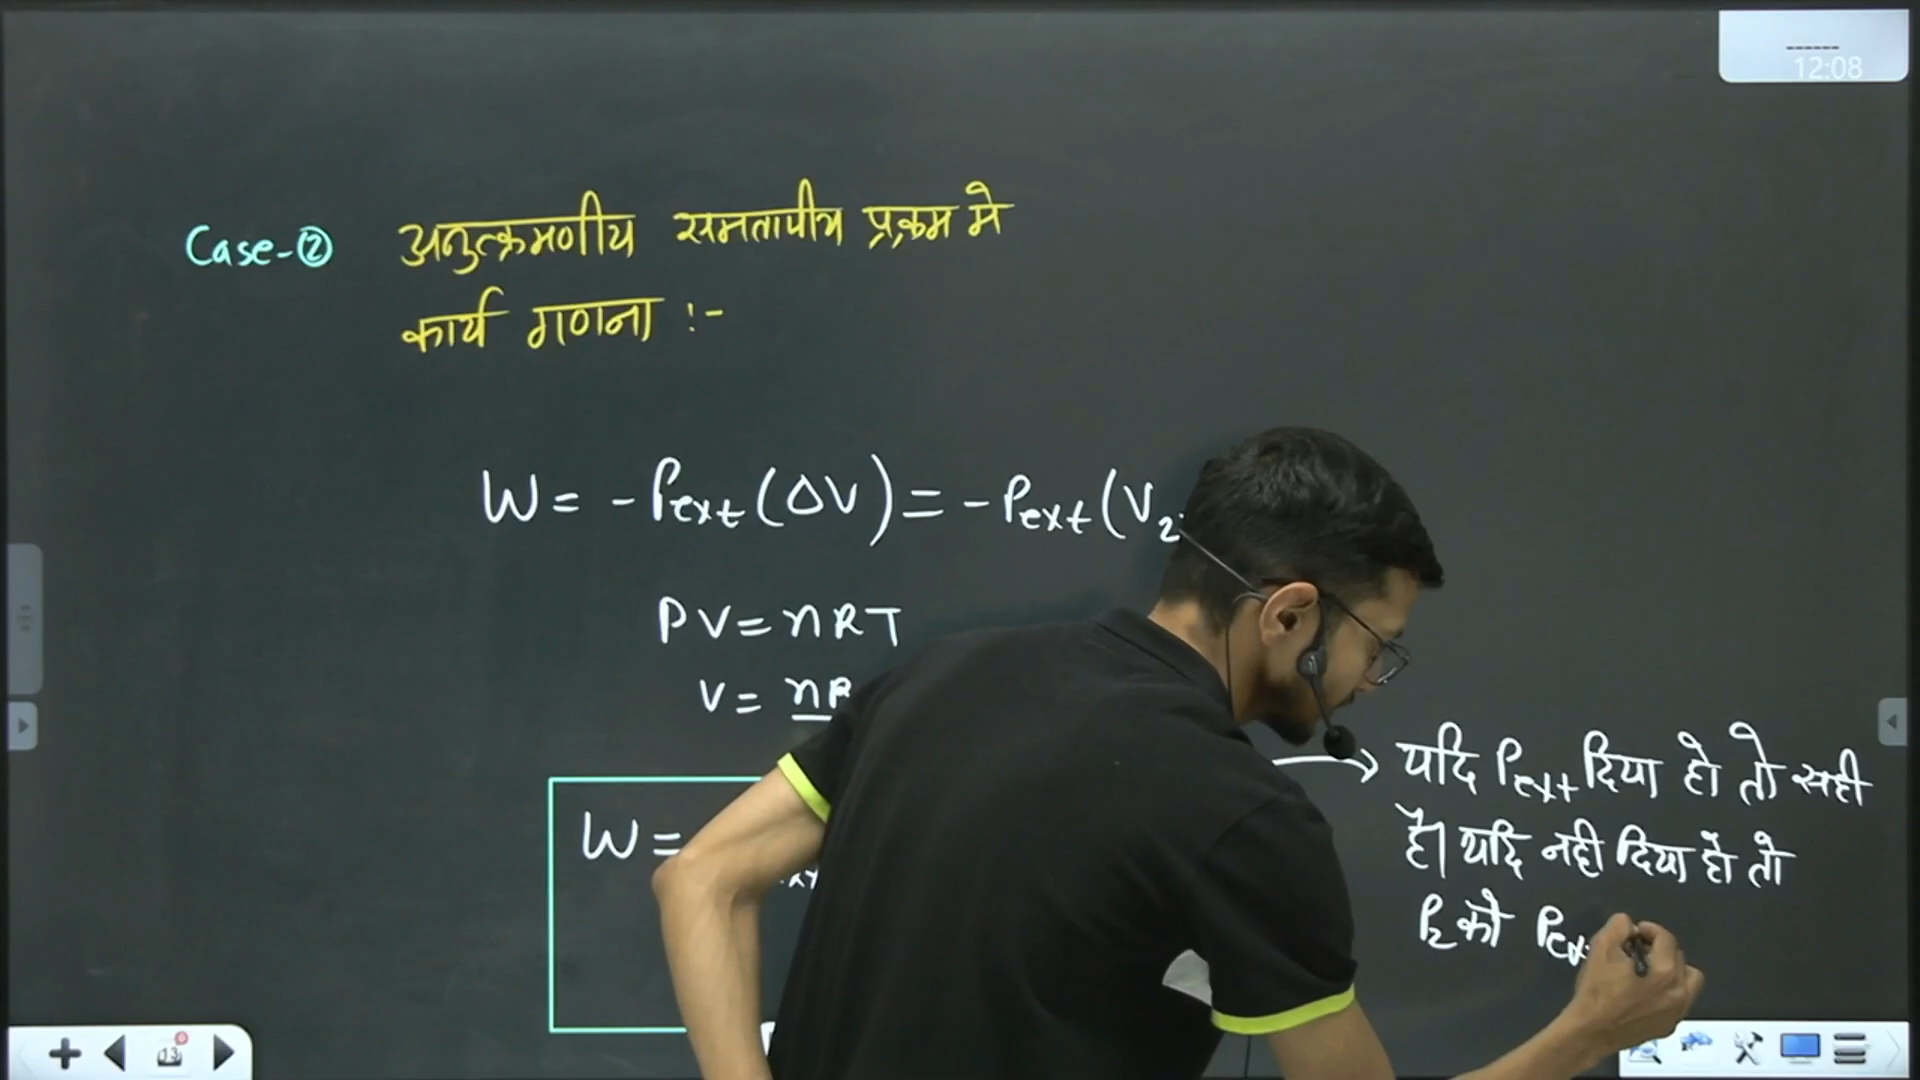 12:08
Case-② अनुत्क्रमणीय समतापीय प्रक्रम मे
कार्य गणना :-
W = -Pext(ΔV) = -Pext(V₂
PV = nRT
V = nR
W =
→ यदि Pext दिया हो तो सही
है। यदि नही दिया हो तो
P₂ को Pex
13